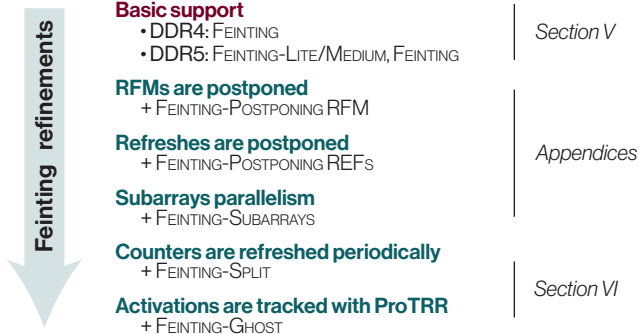 Feinting refinements
Basic support
• DDR4: FEINTING
Section V
• DDR5: FEINTING-LITE/MEDIUM, FEINTING
RFMs are postponed
+ FEINTING-POSTPONING RFM
Refreshes are postponed
+ FEINTING-POSTPONING REFS
Appendices
Subarrays parallelism
+ FEINTING-SUBARRAYS
Counters are refreshed periodically
+ FEINTING-SPLIT
Section VI
Activations are tracked with ProTRR
+ FEINTING-GHOST